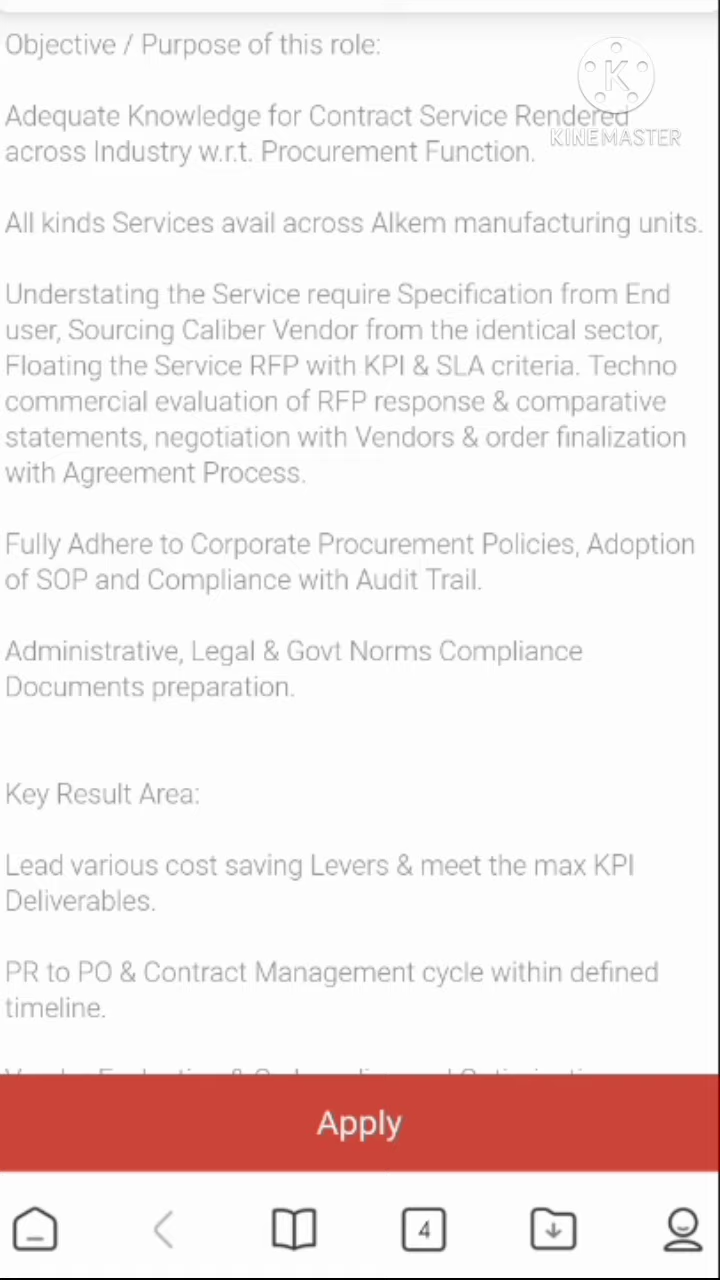 Objective / Purpose of this role:
K
KINEMASTER
Adequate Knowledge for Contract Service Rendered
across Industry w.r.t. Procurement Function.
All kinds Services avail across Alkem manufacturing units.
Understating the Service require Specification from End
user, Sourcing Caliber Vendor from the identical sector,
Floating the Service RFP with KPI & SLA criteria. Techno
commercial evaluation of RFP response & comparative
statements, negotiation with Vendors & order finalization
with Agreement Process.
Fully Adhere to Corporate Procurement Policies, Adoption
of SOP and Compliance with Audit Trail.
Administrative, Legal & Govt Norms Compliance
Documents preparation.
Key Result Area:
Lead various cost saving Levers & meet the max KPI
Deliverables.
PR to PO & Contract Management cycle within defined
timeline.
Apply
4